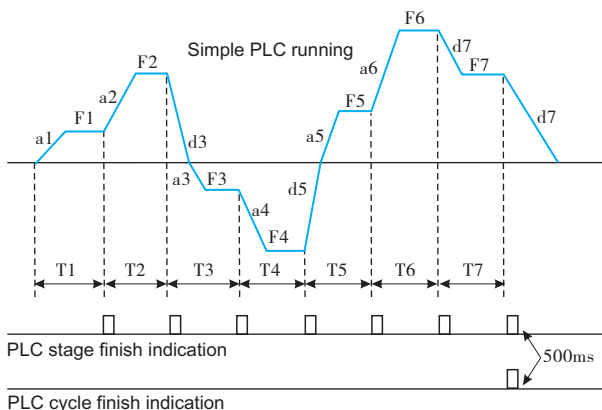 Simple PLC running
F6
F2
d7
F7
a6
F1
a2
F5
a1
d3
a5
d7
a3
F3
d5
a4
F4
T1
T2
T3
T4
T5
T6
T7
PLC stage finish indication
500ms
PLC cycle finish indication